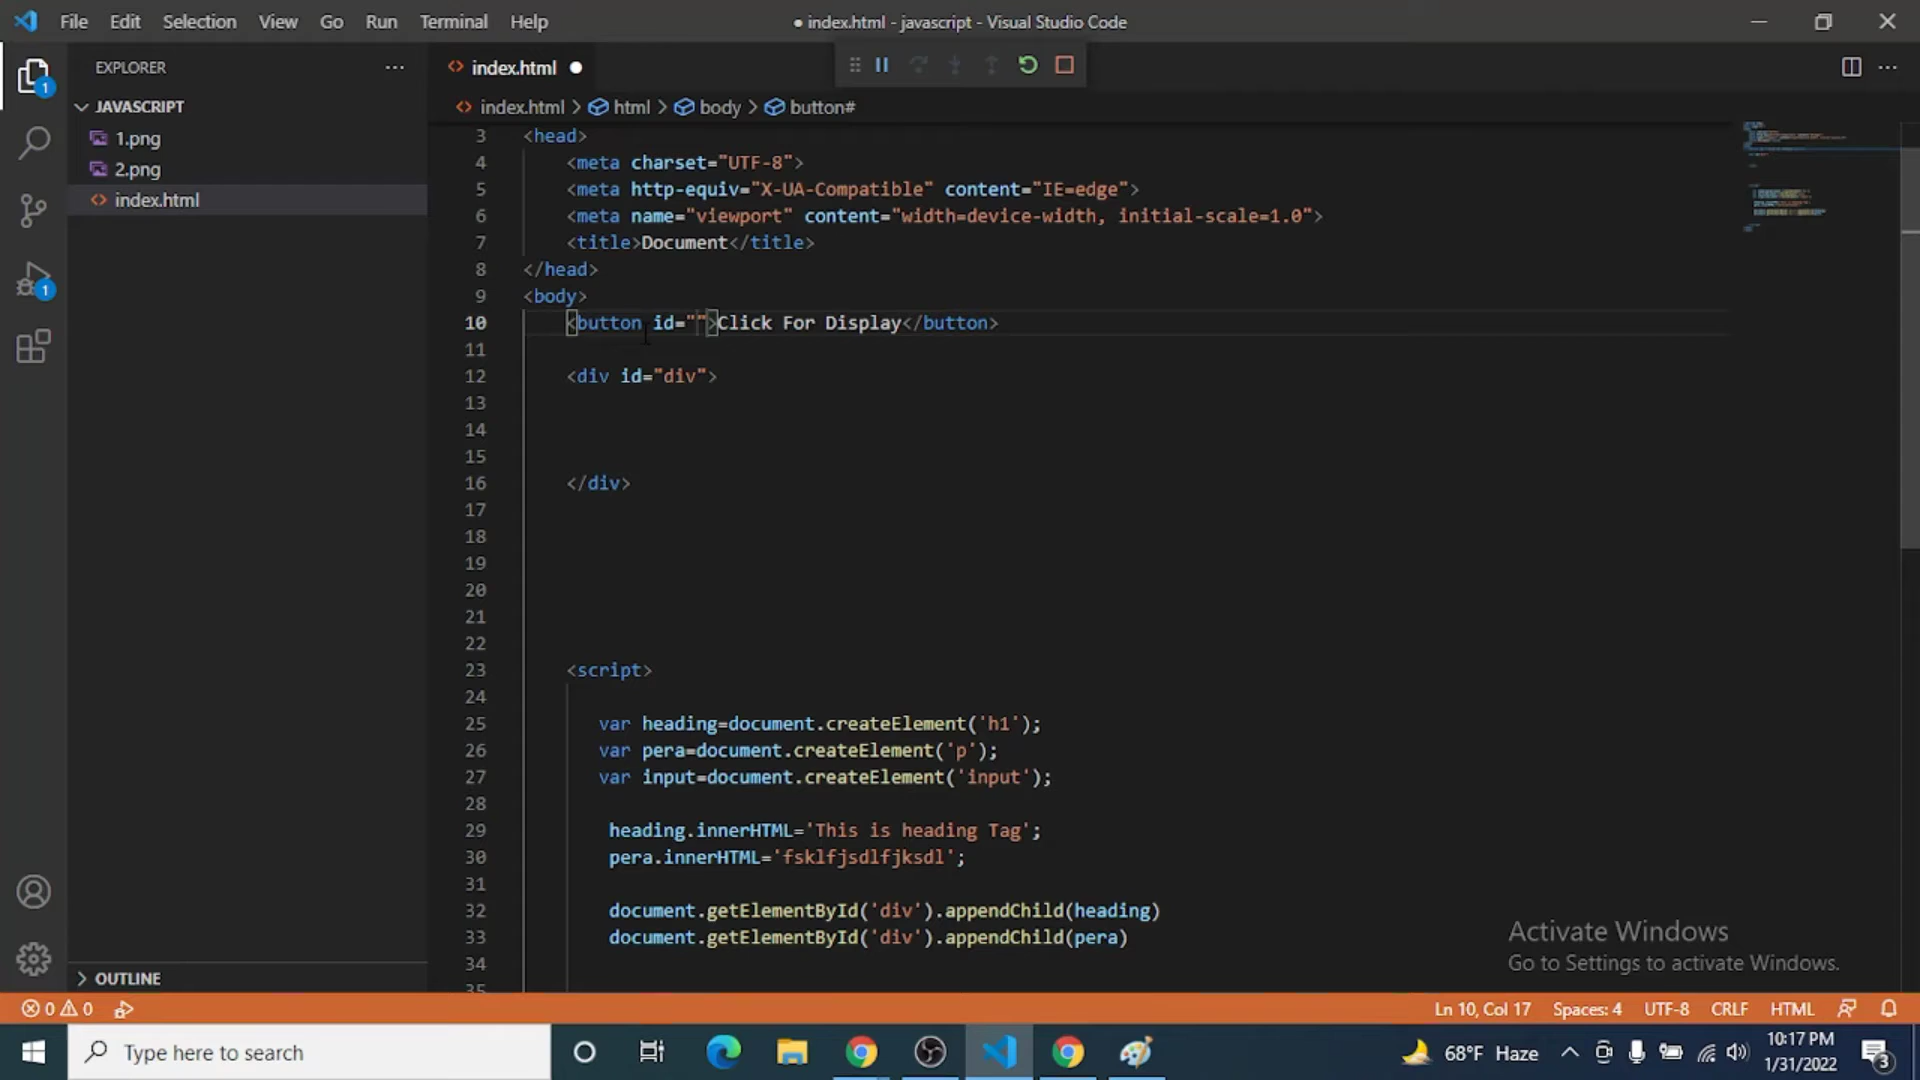 File Edit Selection View Go Run Terminal Help
● index.html - javascript - Visual Studio Code
EXPLORER
JAVASCRIPT
1.png
2.png
index.html
OUTLINE
index.html
index.html > html > body > button#
3 <head>
4 <meta charset="UTF-8">
5 <meta http-equiv="X-UA-Compatible" content="IE=edge">
6 <meta name="viewport" content="width=device-width, initial-scale=1.0">
7 <title>Document</title>
8 </head>
9 <body>
10 <button id="">Click For Display</button>
11
12 <div id="div">
13
14
15
16 </div>
17
18
19
20
21
22
23 <script>
24
25 var heading=document.createElement('h1');
26 var pera=document.createElement('p');
27 var input=document.createElement('input');
28
29 heading.innerHTML='This is heading Tag';
30 pera.innerHTML='fsklfjsdlfjksdl';
31
32 document.getElementById('div').appendChild(heading)
33 document.getElementById('div').appendChild(pera)
34
35
Activate Windows
Go to Settings to activate Windows.
0 0
Ln 10, Col 17 Spaces: 4 UTF-8 CRLF HTML
Type here to search
68°F Haze
10:17 PM
1/31/2022
3
1
1